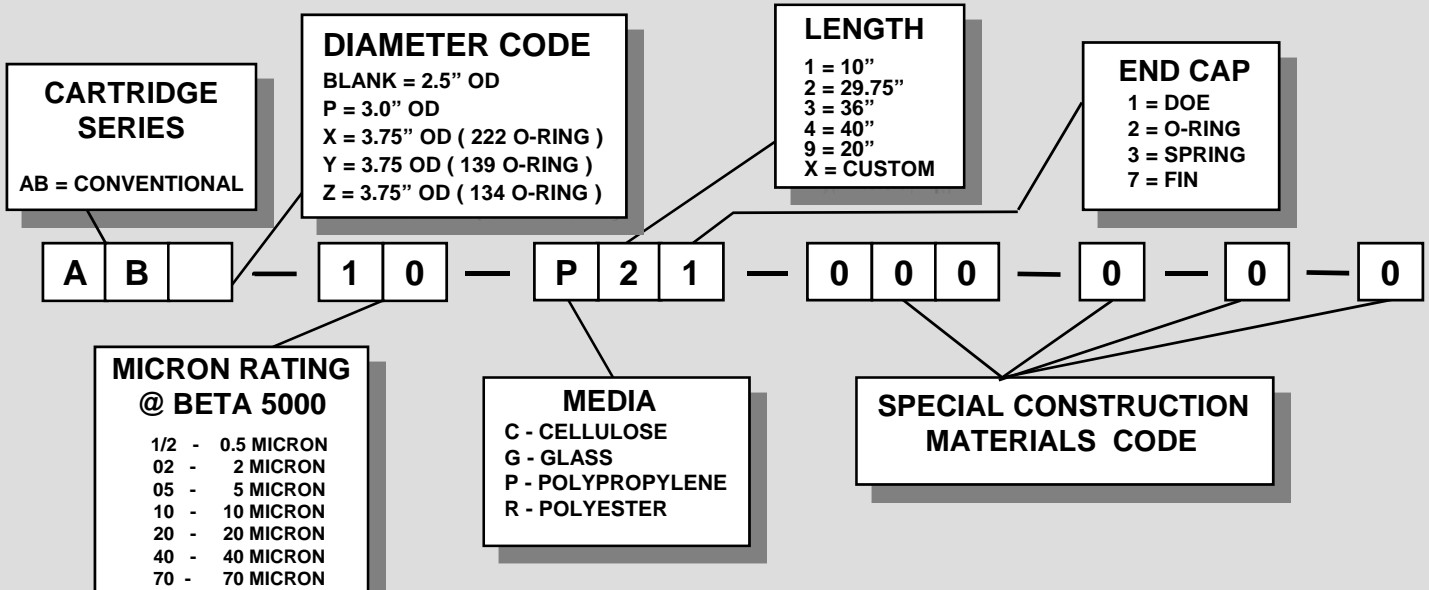 CARTRIDGE
SERIES
AB = CONVENTIONAL
DIAMETER CODE
BLANK = 2.5” OD
P = 3.0” OD
X = 3.75” OD ( 222 O-RING )
Y = 3.75 OD ( 139 O-RING )
Z = 3.75” OD ( 134 O-RING )
LENGTH
1 = 10”
2 = 29.75”
3 = 36”
4 = 40”
9 = 20”
X = CUSTOM
END CAP
1 = DOE
2 = O-RING
3 = SPRING
7 = FIN
A B — 1 0 — P 2 1 — 0 0 0 — 0 — 0 — 0
MICRON RATING
@ BETA 5000
1/2 - 0.5 MICRON
02 - 2 MICRON
05 - 5 MICRON
10 - 10 MICRON
20 - 20 MICRON
40 - 40 MICRON
70 - 70 MICRON
MEDIA
C - CELLULOSE
G - GLASS
P - POLYPROPYLENE
R - POLYESTER
SPECIAL CONSTRUCTION
MATERIALS CODE